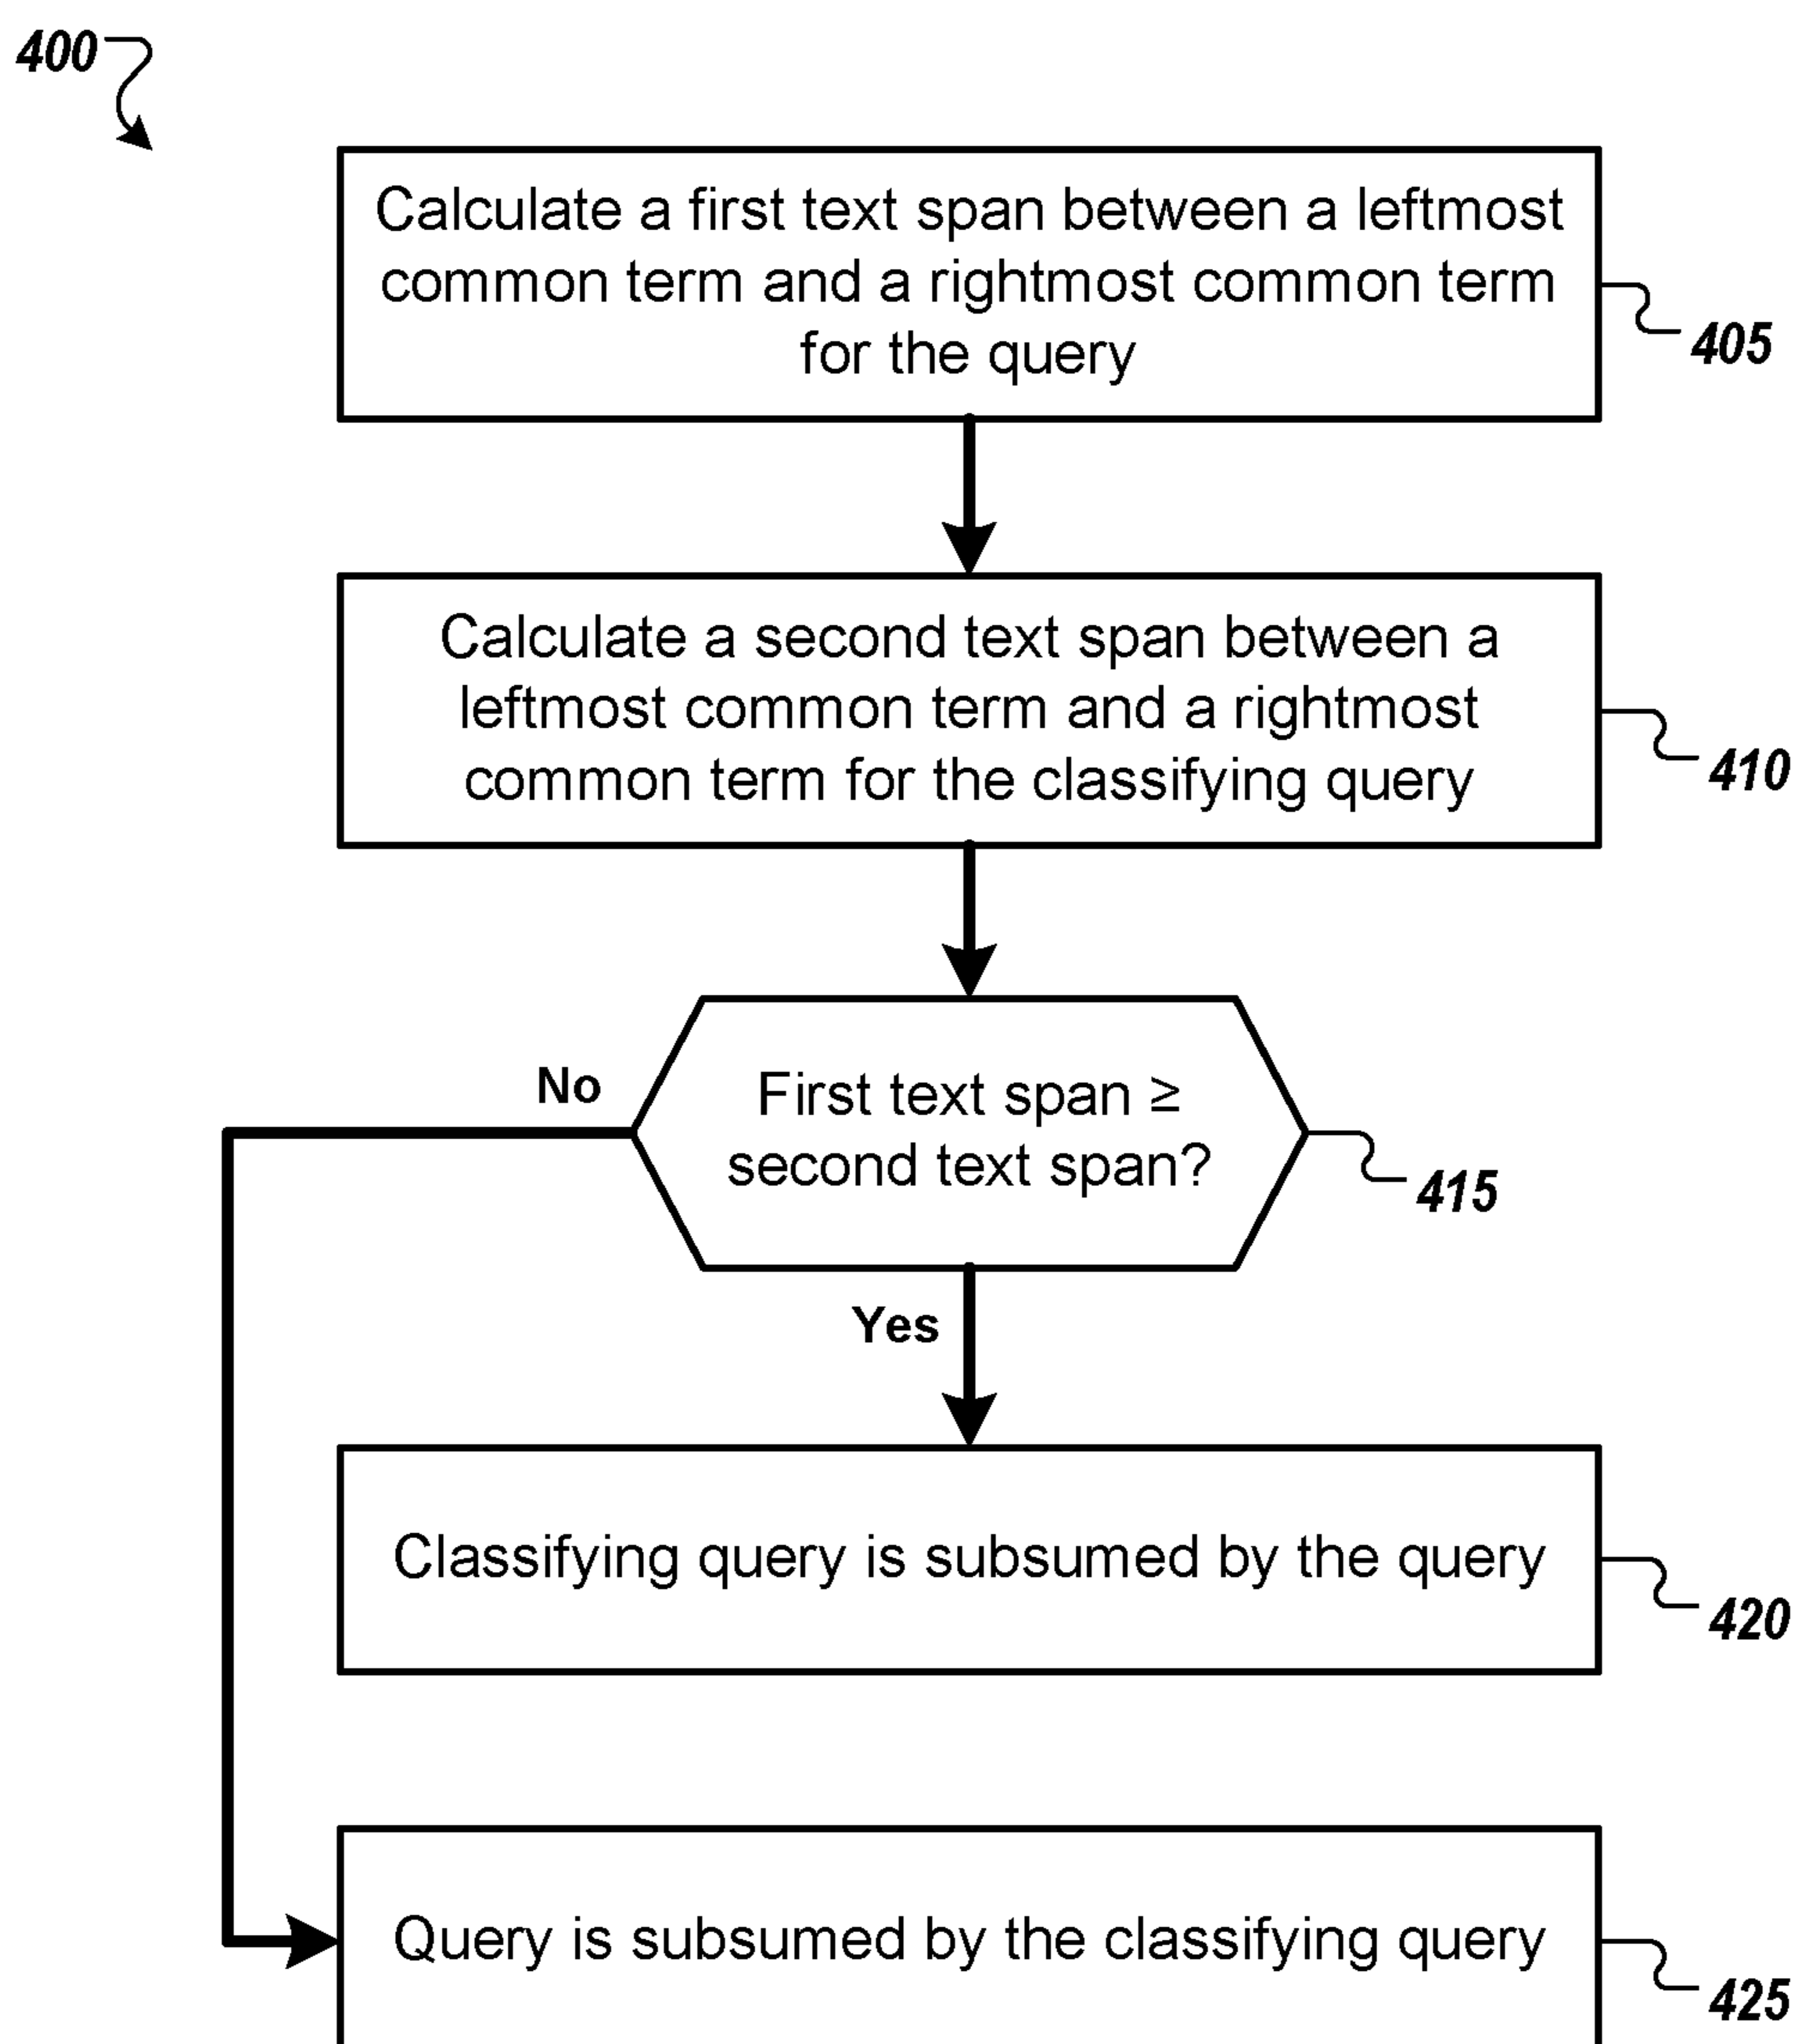 400
Calculate a first text span between a leftmost
common term and a rightmost common term
for the query
405
Calculate a second text span between a
leftmost common term and a rightmost
common term for the classifying query
410
No
First text span ≥
second text span?
415
Yes
Classifying query is subsumed by the query
420
Query is subsumed by the classifying query
425